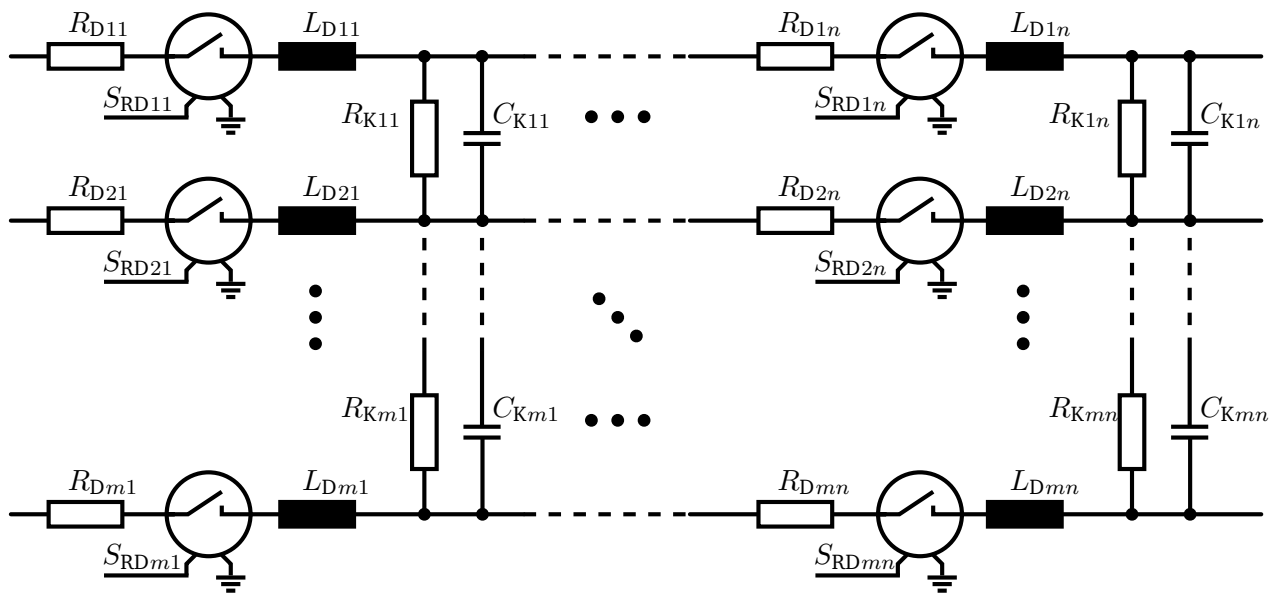 R_D11 L_D11 R_D1n L_D1n
S_RD11 R_K11 C_K11 S_RD1n R_K1n C_K1n
R_D21 L_D21 R_D2n L_D2n
S_RD21 S_RD2n
R_Km1 C_Km1 R_Kmn C_Kmn
R_Dm1 L_Dm1 R_Dmn L_Dmn
S_RDm1 S_RDmn